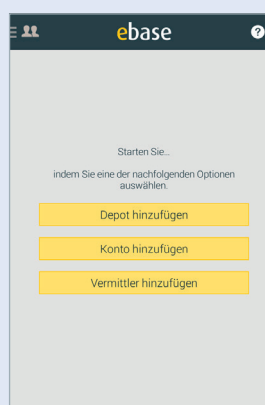 ebase
?
Starten Sie...
indem Sie eine der nachfolgenden Optionen
auswählen.
Depot hinzufügen
Konto hinzufügen
Vermittler hinzufügen